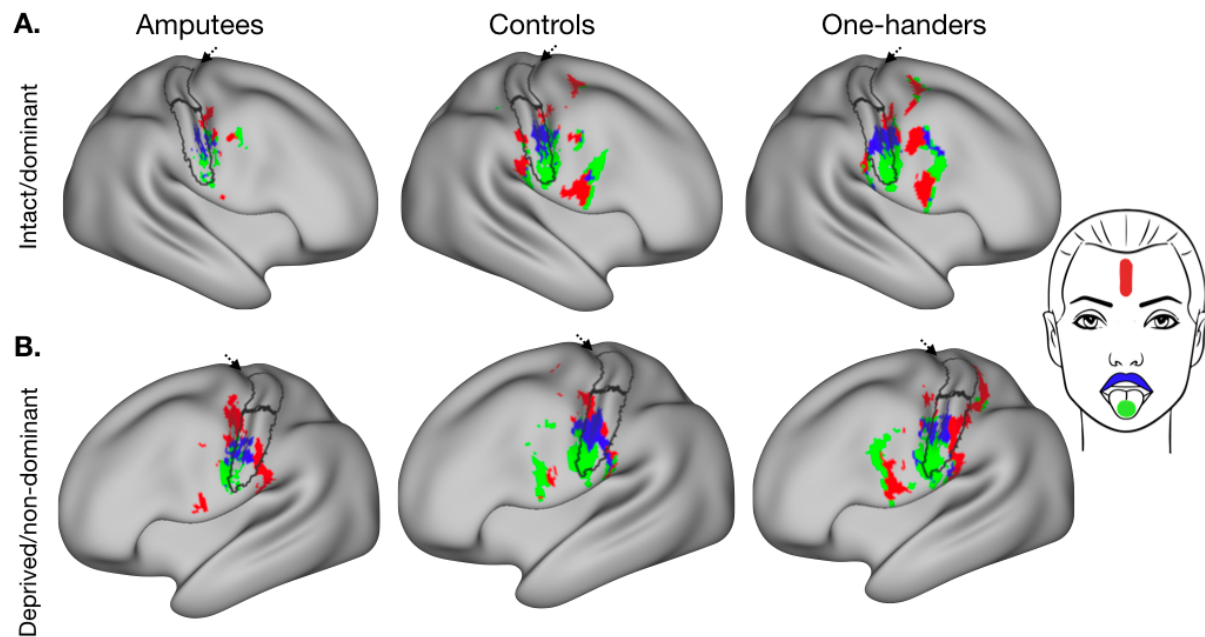 A.
Amputees
Controls
One-handers
Intact/dominant
B.
Deprived/non-dominant